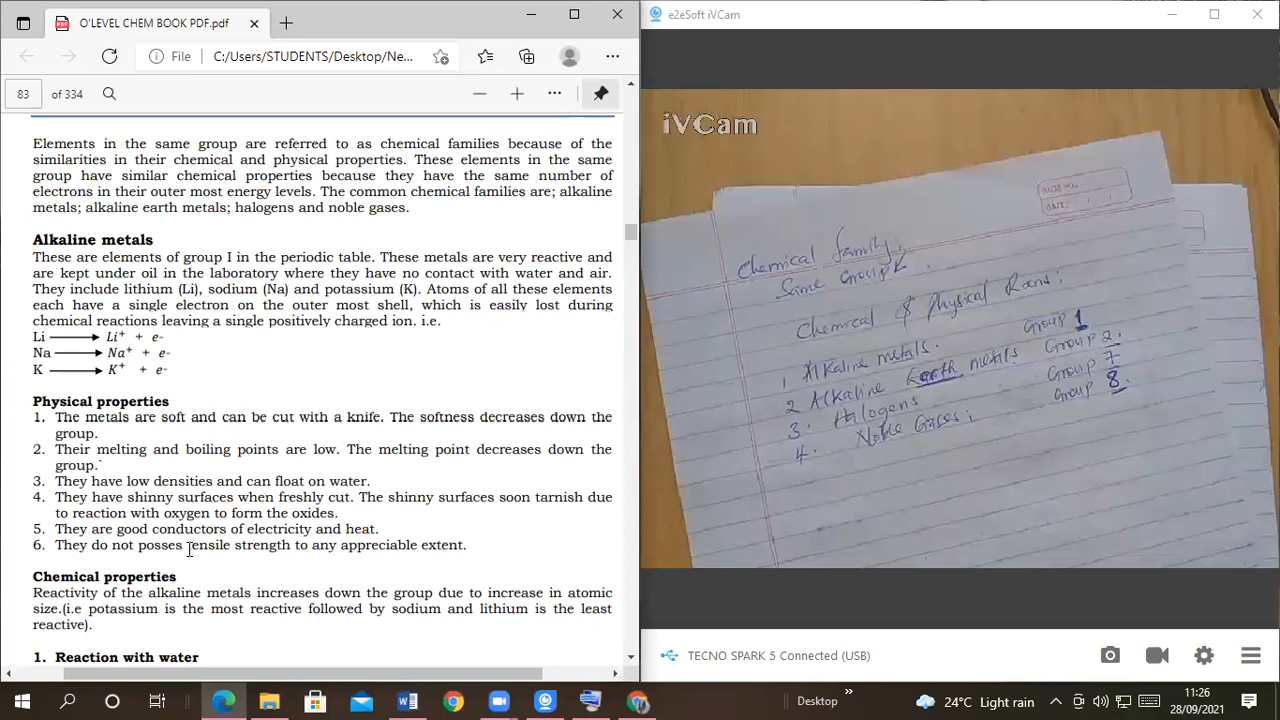 O'LEVEL CHEM BOOK PDF.pdf
File C:/Users/STUDENTS/Desktop/Ne...
83 of 334
Elements in the same group are referred to as chemical families because of the
similarities in their chemical and physical properties. These elements in the same
group have similar chemical properties because they have the same number of
electrons in their outer most energy levels. The common chemical families are; alkaline
metals; alkaline earth metals; halogens and noble gases.
Alkaline metals
These are elements of group I in the periodic table. These metals are very reactive and
are kept under oil in the laboratory where they have no contact with water and air.
They include lithium (Li), sodium (Na) and potassium (K). Atoms of all these elements
each have a single electron on the outer most shell, which is easily lost during
chemical reactions leaving a single positively charged ion. i.e.
Li ⟶ Li⁺ + e-
Na ⟶ Na⁺ + e-
K ⟶ K⁺ + e-
Physical properties
1. The metals are soft and can be cut with a knife. The softness decreases down the
group.
2. Their melting and boiling points are low. The melting point decreases down the
group.
3. They have low densities and can float on water.
4. They have shinny surfaces when freshly cut. The shinny surfaces soon tarnish due
to reaction with oxygen to form the oxides.
5. They are good conductors of electricity and heat.
6. They do not posses tensile strength to any appreciable extent.
Chemical properties
Reactivity of the alkaline metals increases down the group due to increase in atomic
size.(i.e potassium is the most reactive followed by sodium and lithium is the least
reactive).
1. Reaction with water
e2eSoft iVCam
iVCam
PAGE NO.
DATE:
Chemical family,
Same Group
Chemical & Physical
1. Alkaline metals. Group 1
2 Alkaline Earth metals Group 2.
3. Halogens Group 7
4. Noble Gases; Group 8.
TECNO SPARK 5 Connected (USB)
Desktop
24°C Light rain
11:26
28/09/2021